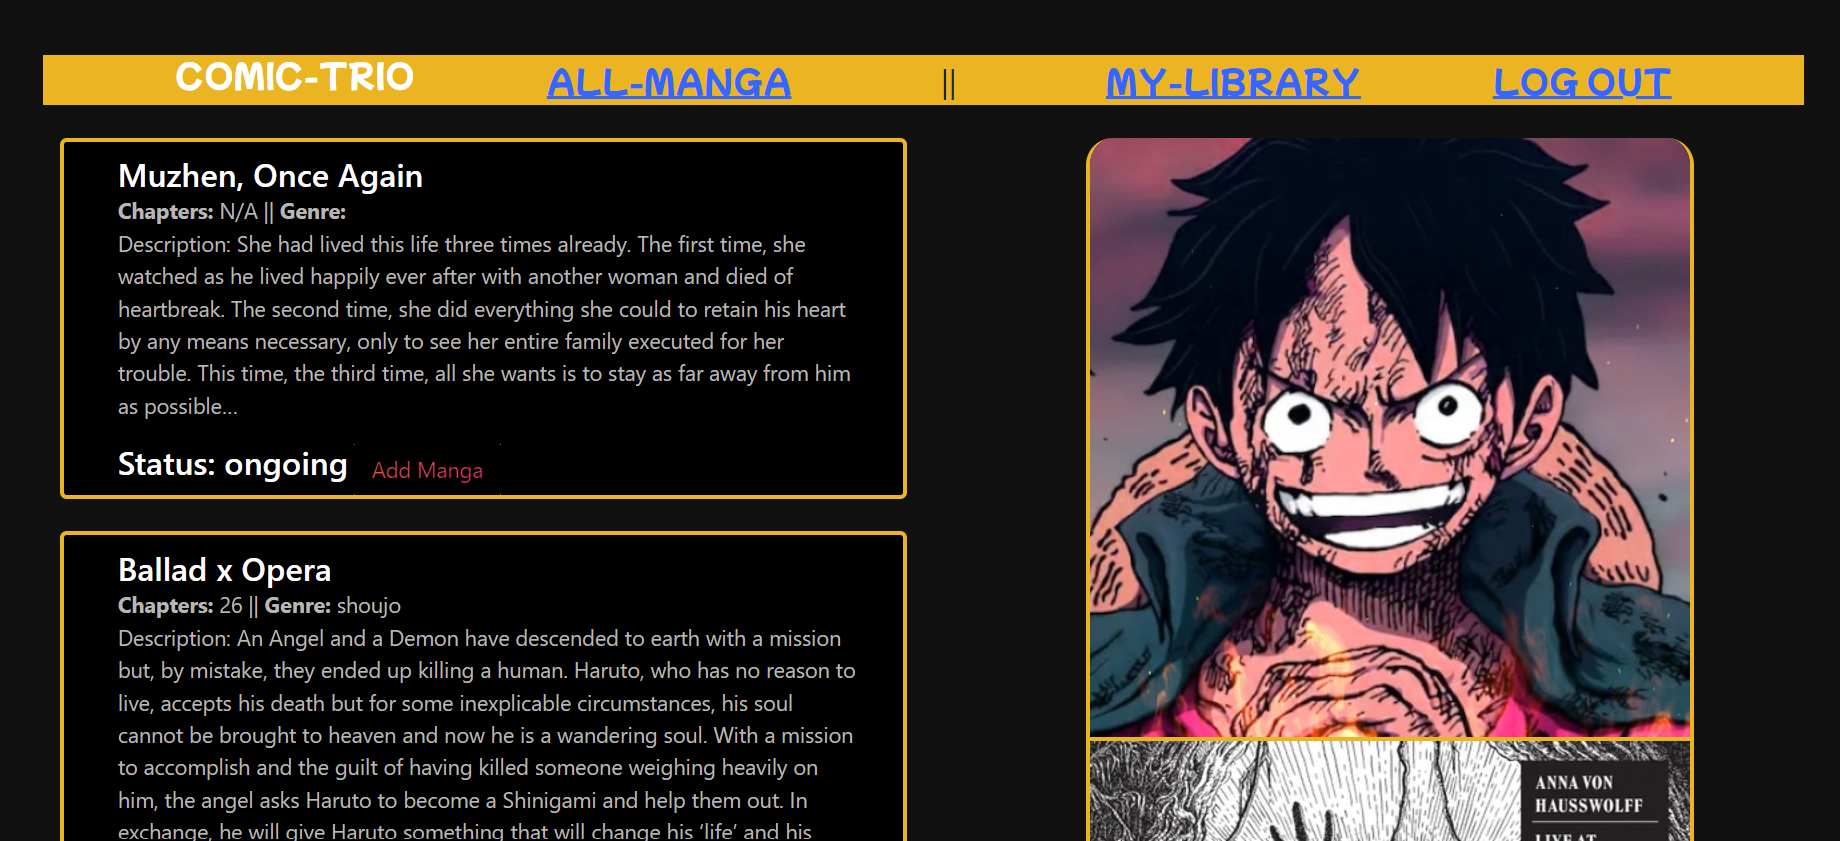 COMIC-TRIO ALL-MANGA || MY-LIBRARY LOG OUT
Muzhen, Once Again
Chapters: N/A || Genre:
Description: She had lived this life three times already. The first time, she
watched as he lived happily ever after with another woman and died of
heartbreak. The second time, she did everything she could to retain his heart
by any means necessary, only to see her entire family executed for her
trouble. This time, the third time, all she wants is to stay as far away from him
as possible...
Status: ongoing Add Manga
Ballad x Opera
Chapters: 26 || Genre: shoujo
Description: An Angel and a Demon have descended to earth with a mission
but, by mistake, they ended up killing a human. Haruto, who has no reason to
live, accepts his death but for some inexplicable circumstances, his soul
cannot be brought to heaven and now he is a wandering soul. With a mission
to accomplish and the guilt of having killed someone weighing heavily on
him, the angel asks Haruto to become a Shinigami and help them out. In
exchange, he will give Haruto something that will change his ‘life’ and his
ANNA VON
HAUSSWOLFF
LIVE AT